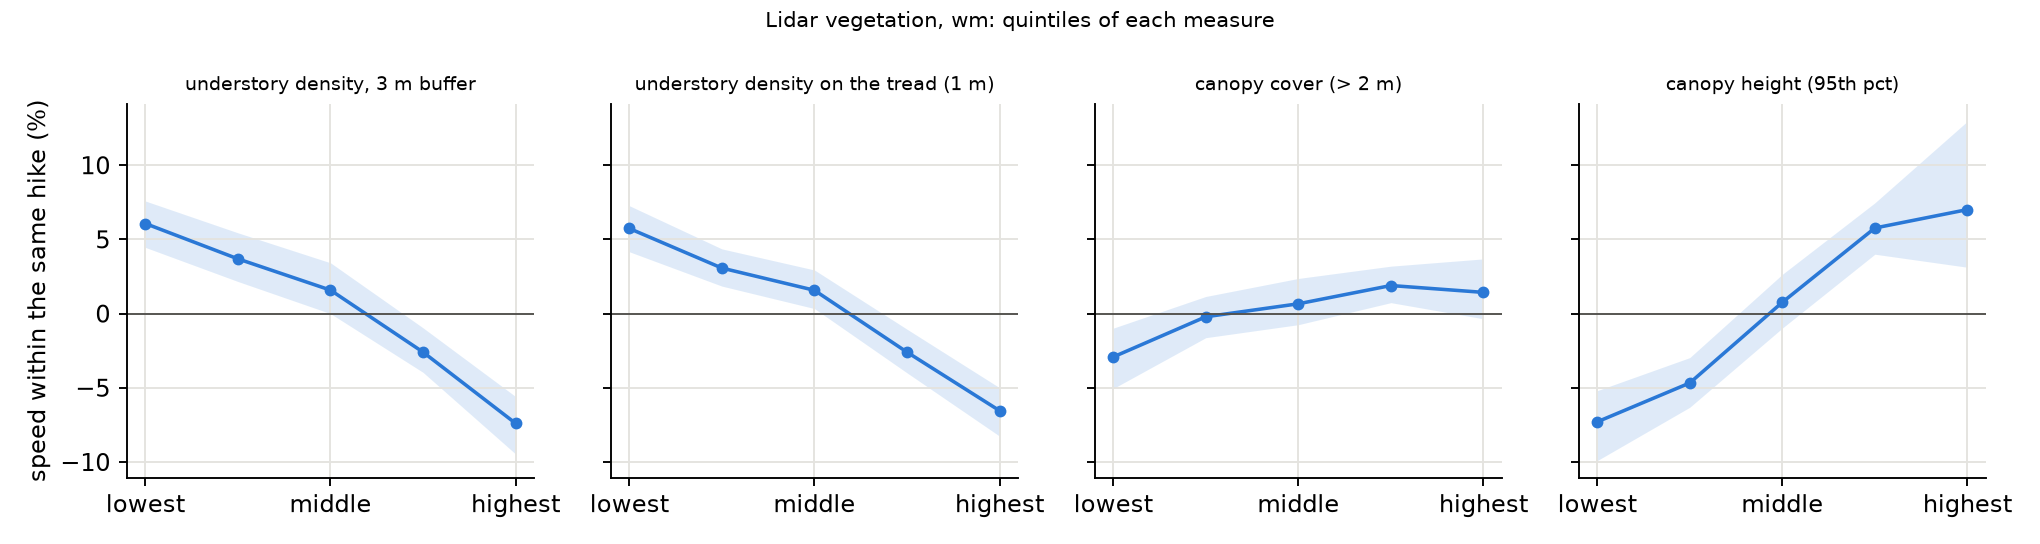 Lidar vegetation, wm: quintiles of each measure
understory density, 3 m buffer
understory density on the tread (1 m)
canopy cover (> 2 m)
canopy height (95th pct)
speed within the same hike (%)
10
5
0
−5
−10
lowest middle highest
lowest middle highest
lowest middle highest
lowest middle highest